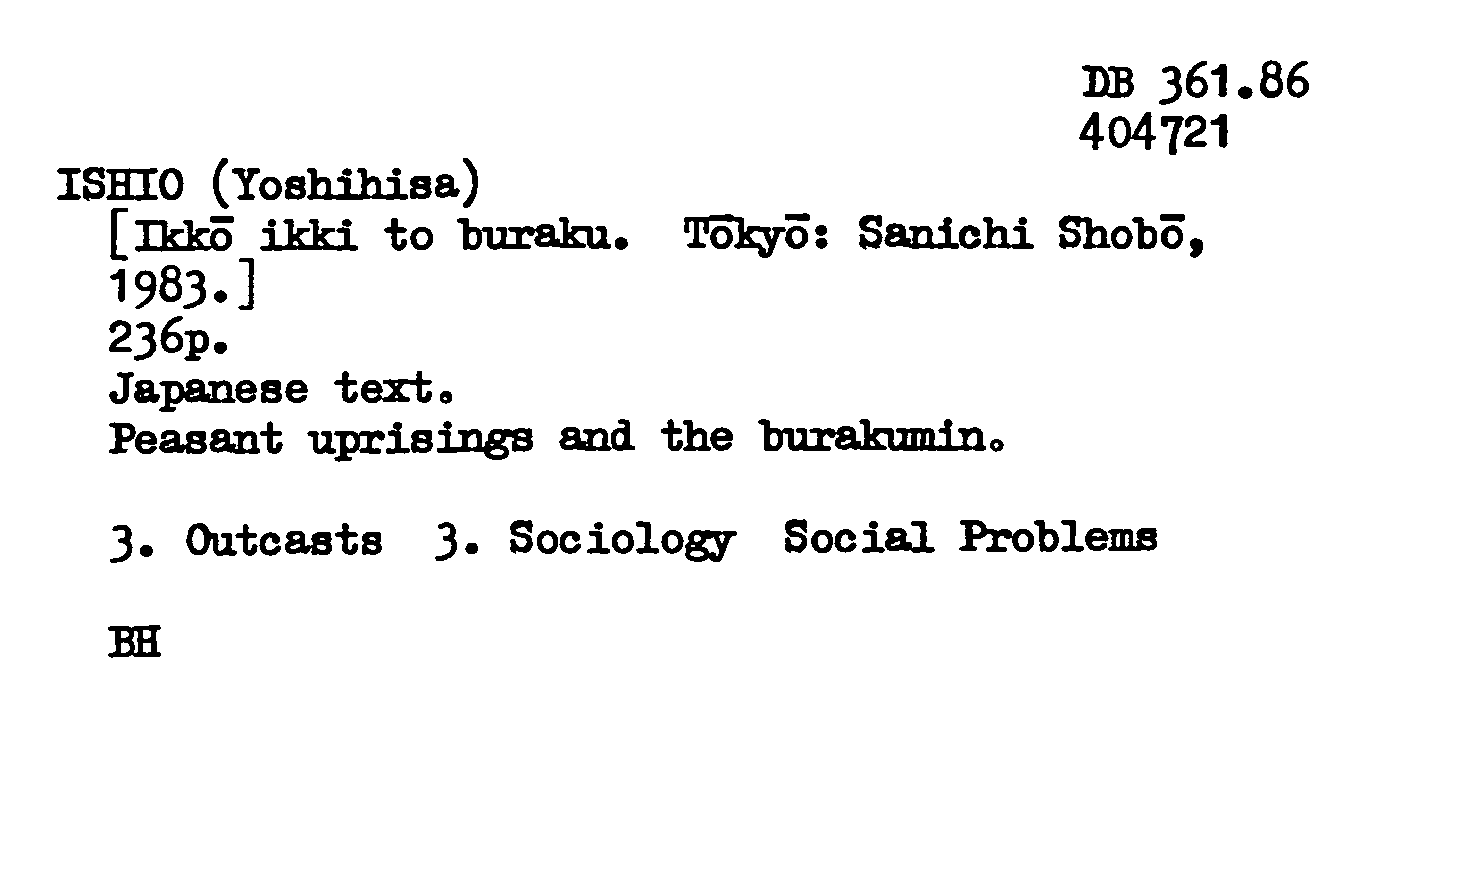 DB 361.86
404721
ISHIO (Yoshihisa)
[Ikkō ikki to buraku. Tōkyō: Sanichi Shobō,
1983.]
236p.
Japanese text.
Peasant uprisings and the burakumin.
3. Outcasts 3. Sociology Social Problems
BH